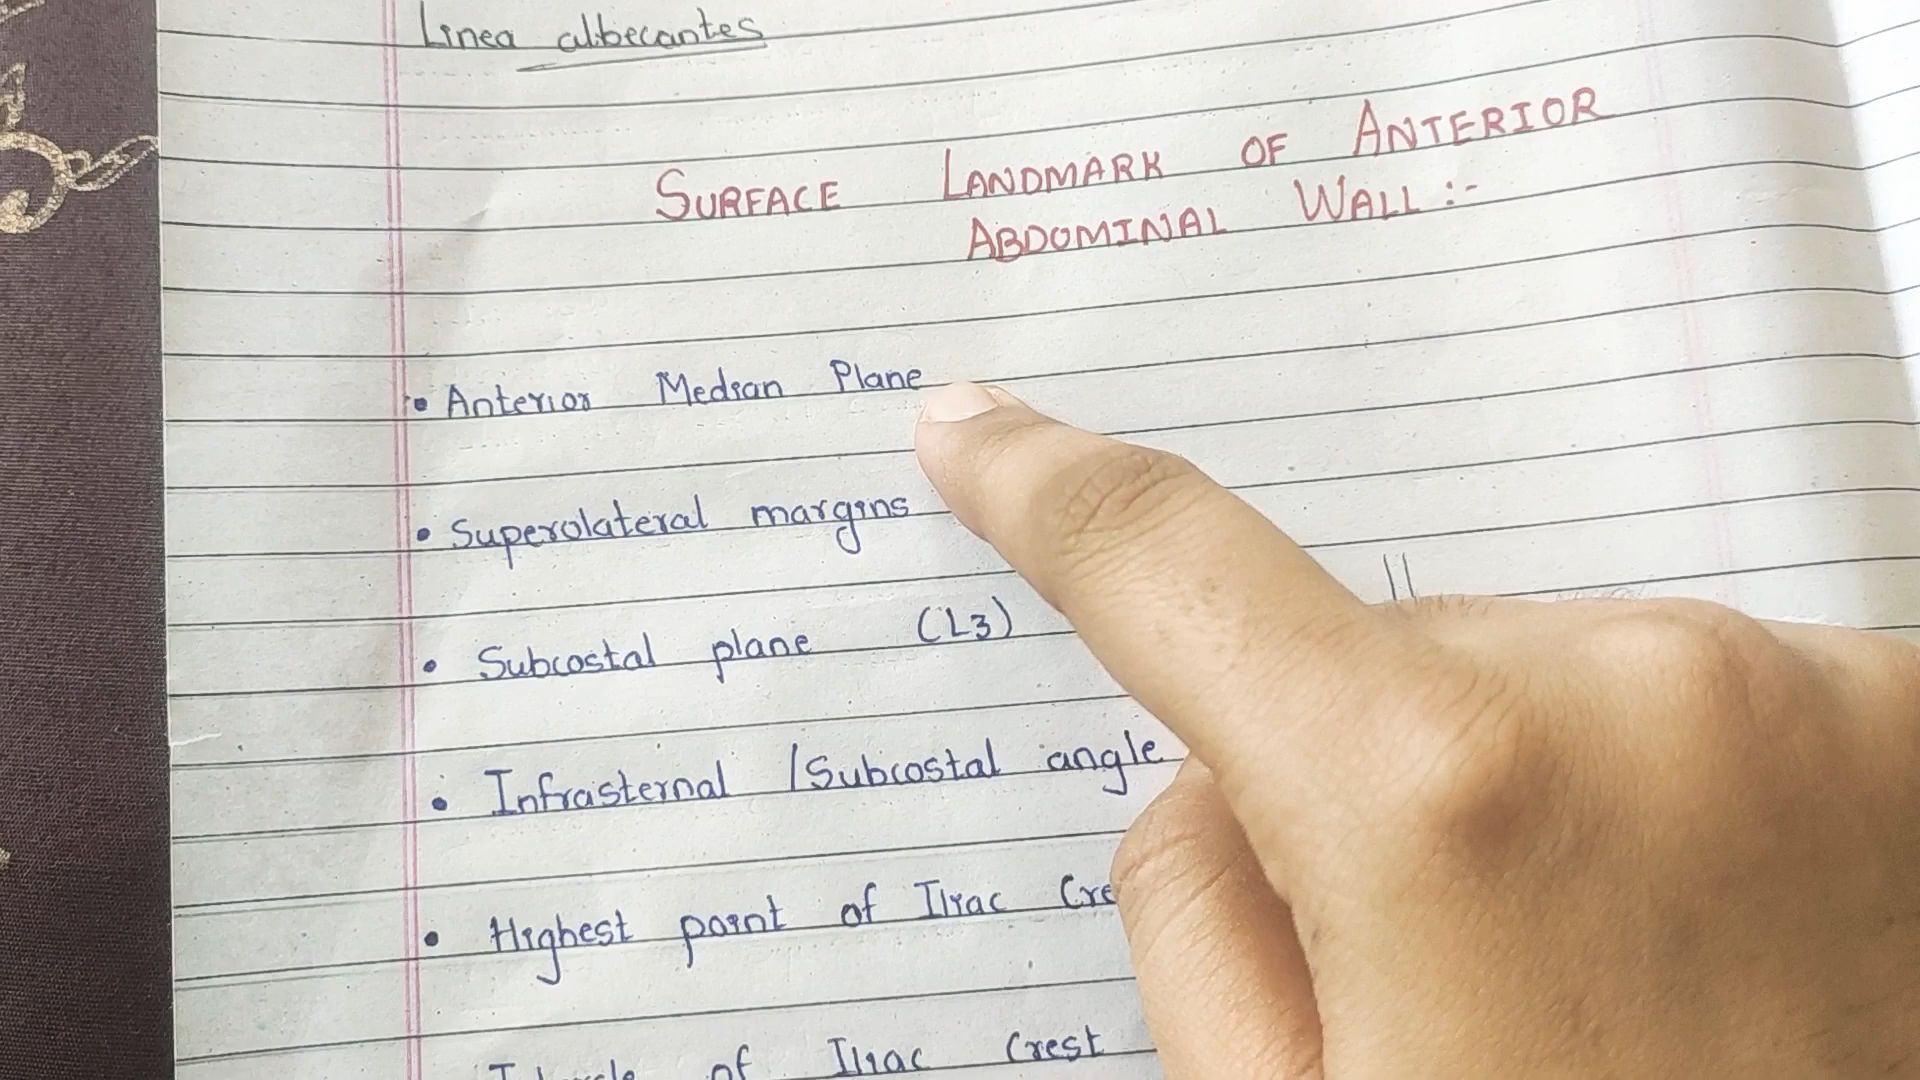 Linea albecantes
SURFACE LANDMARK OF ANTERIOR
ABDOMINAL WALL :-
• Anterior Median Plane
• Superolateral margins
• Subcostal plane (L3)
• Infrasternal /Subcostal angle
• Highest point of Iliac Cre
of Iliac Crest